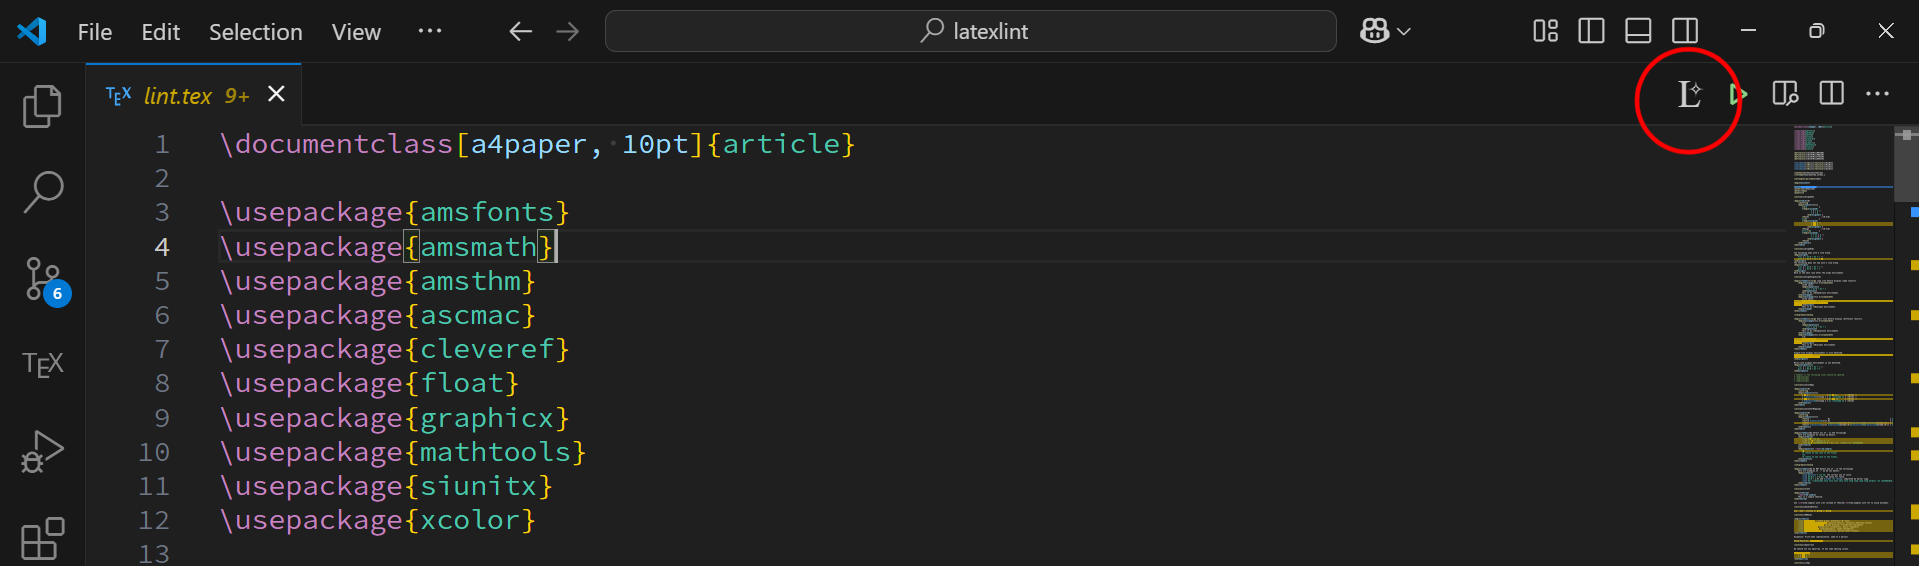 File Edit Selection View ··· latexlint
TEX lint.tex 9+
L
1 \documentclass[a4paper, 10pt]{article}
2
3 \usepackage{amsfonts}
4 \usepackage{amsmath}
5 \usepackage{amsthm}
6 \usepackage{ascmac}
7 \usepackage{cleveref}
8 \usepackage{float}
9 \usepackage{graphicx}
10 \usepackage{mathtools}
11 \usepackage{siunitx}
12 \usepackage{xcolor}
13
6
TEX